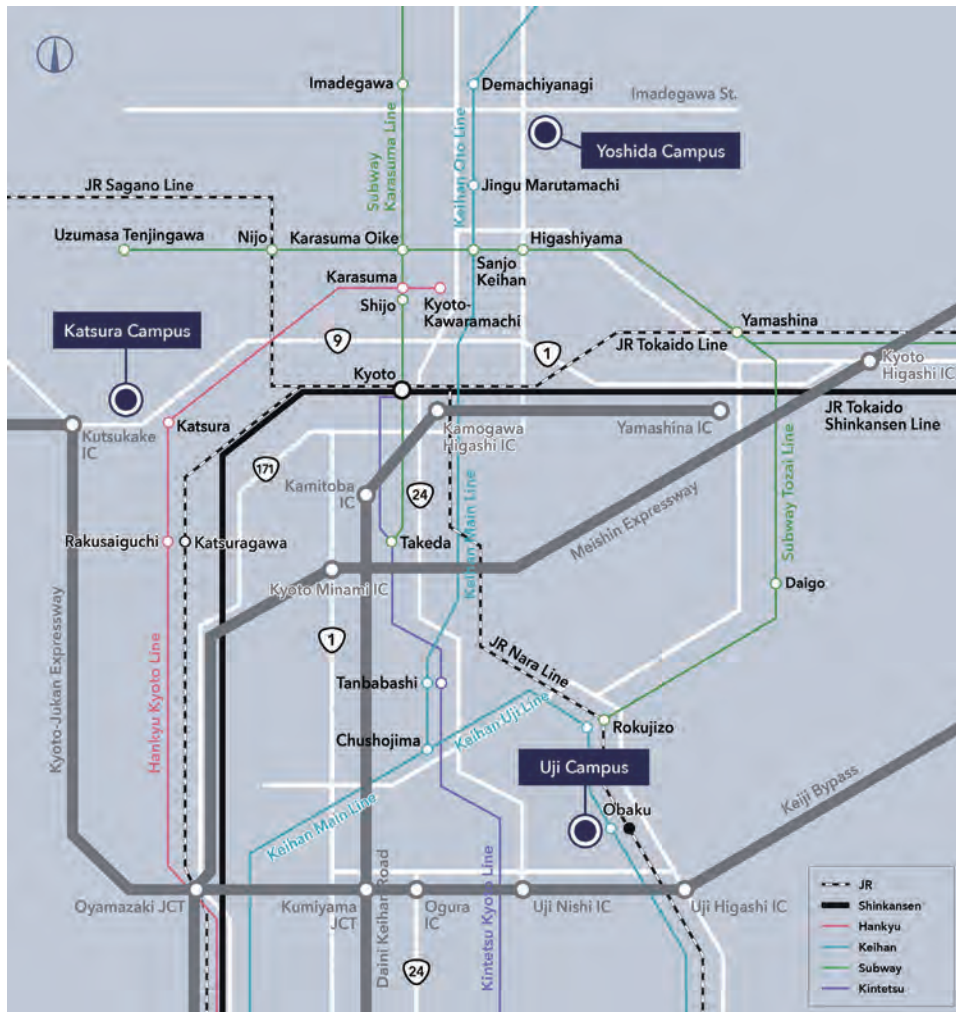 Imadegawa
Demachiyanagi
Imadegawa St.
Yoshida Campus
Subway
Karasuma Line
Keihan Oto Line
Jingu Marutamachi
JR Sagano Line
Uzumasa Tenjingawa
Nijo
Karasuma Oike
Sanjo
Keihan
Higashiyama
Karasuma
Shijo
Kyoto-
Kawaramachi
Katsura Campus
9
1
Yamashina
JR Tokaido Line
Kyoto
Higashi IC
Kyoto
JR Tokaido
Shinkansen Line
Katsura
Kutsukake
IC
Kamogawa
Higashi IC
Yamashina IC
171
Kamitoba
IC
24
Keihan Main Line
Meishin Expressway
Subway Tozai Line
Rakusaiguchi
Katsuragawa
Takeda
Kyoto Minami IC
Daigo
Kyoto-Jukan Expressway
Hankyu Kyoto Line
1
JR Nara Line
Tanbabashi
Chushojima
Keihan Uji Line
Rokujizo
Uji Campus
Obaku
Keiji Bypass
Keihan Main Line
Daini Keihan Road
Kintetsu Kyoto Line
Oyamazaki JCT
Kumiyama
JCT
Ogura
IC
Uji Nishi IC
Uji Higashi IC
24
JR
Shinkansen
Hankyu
Keihan
Subway
Kintetsu